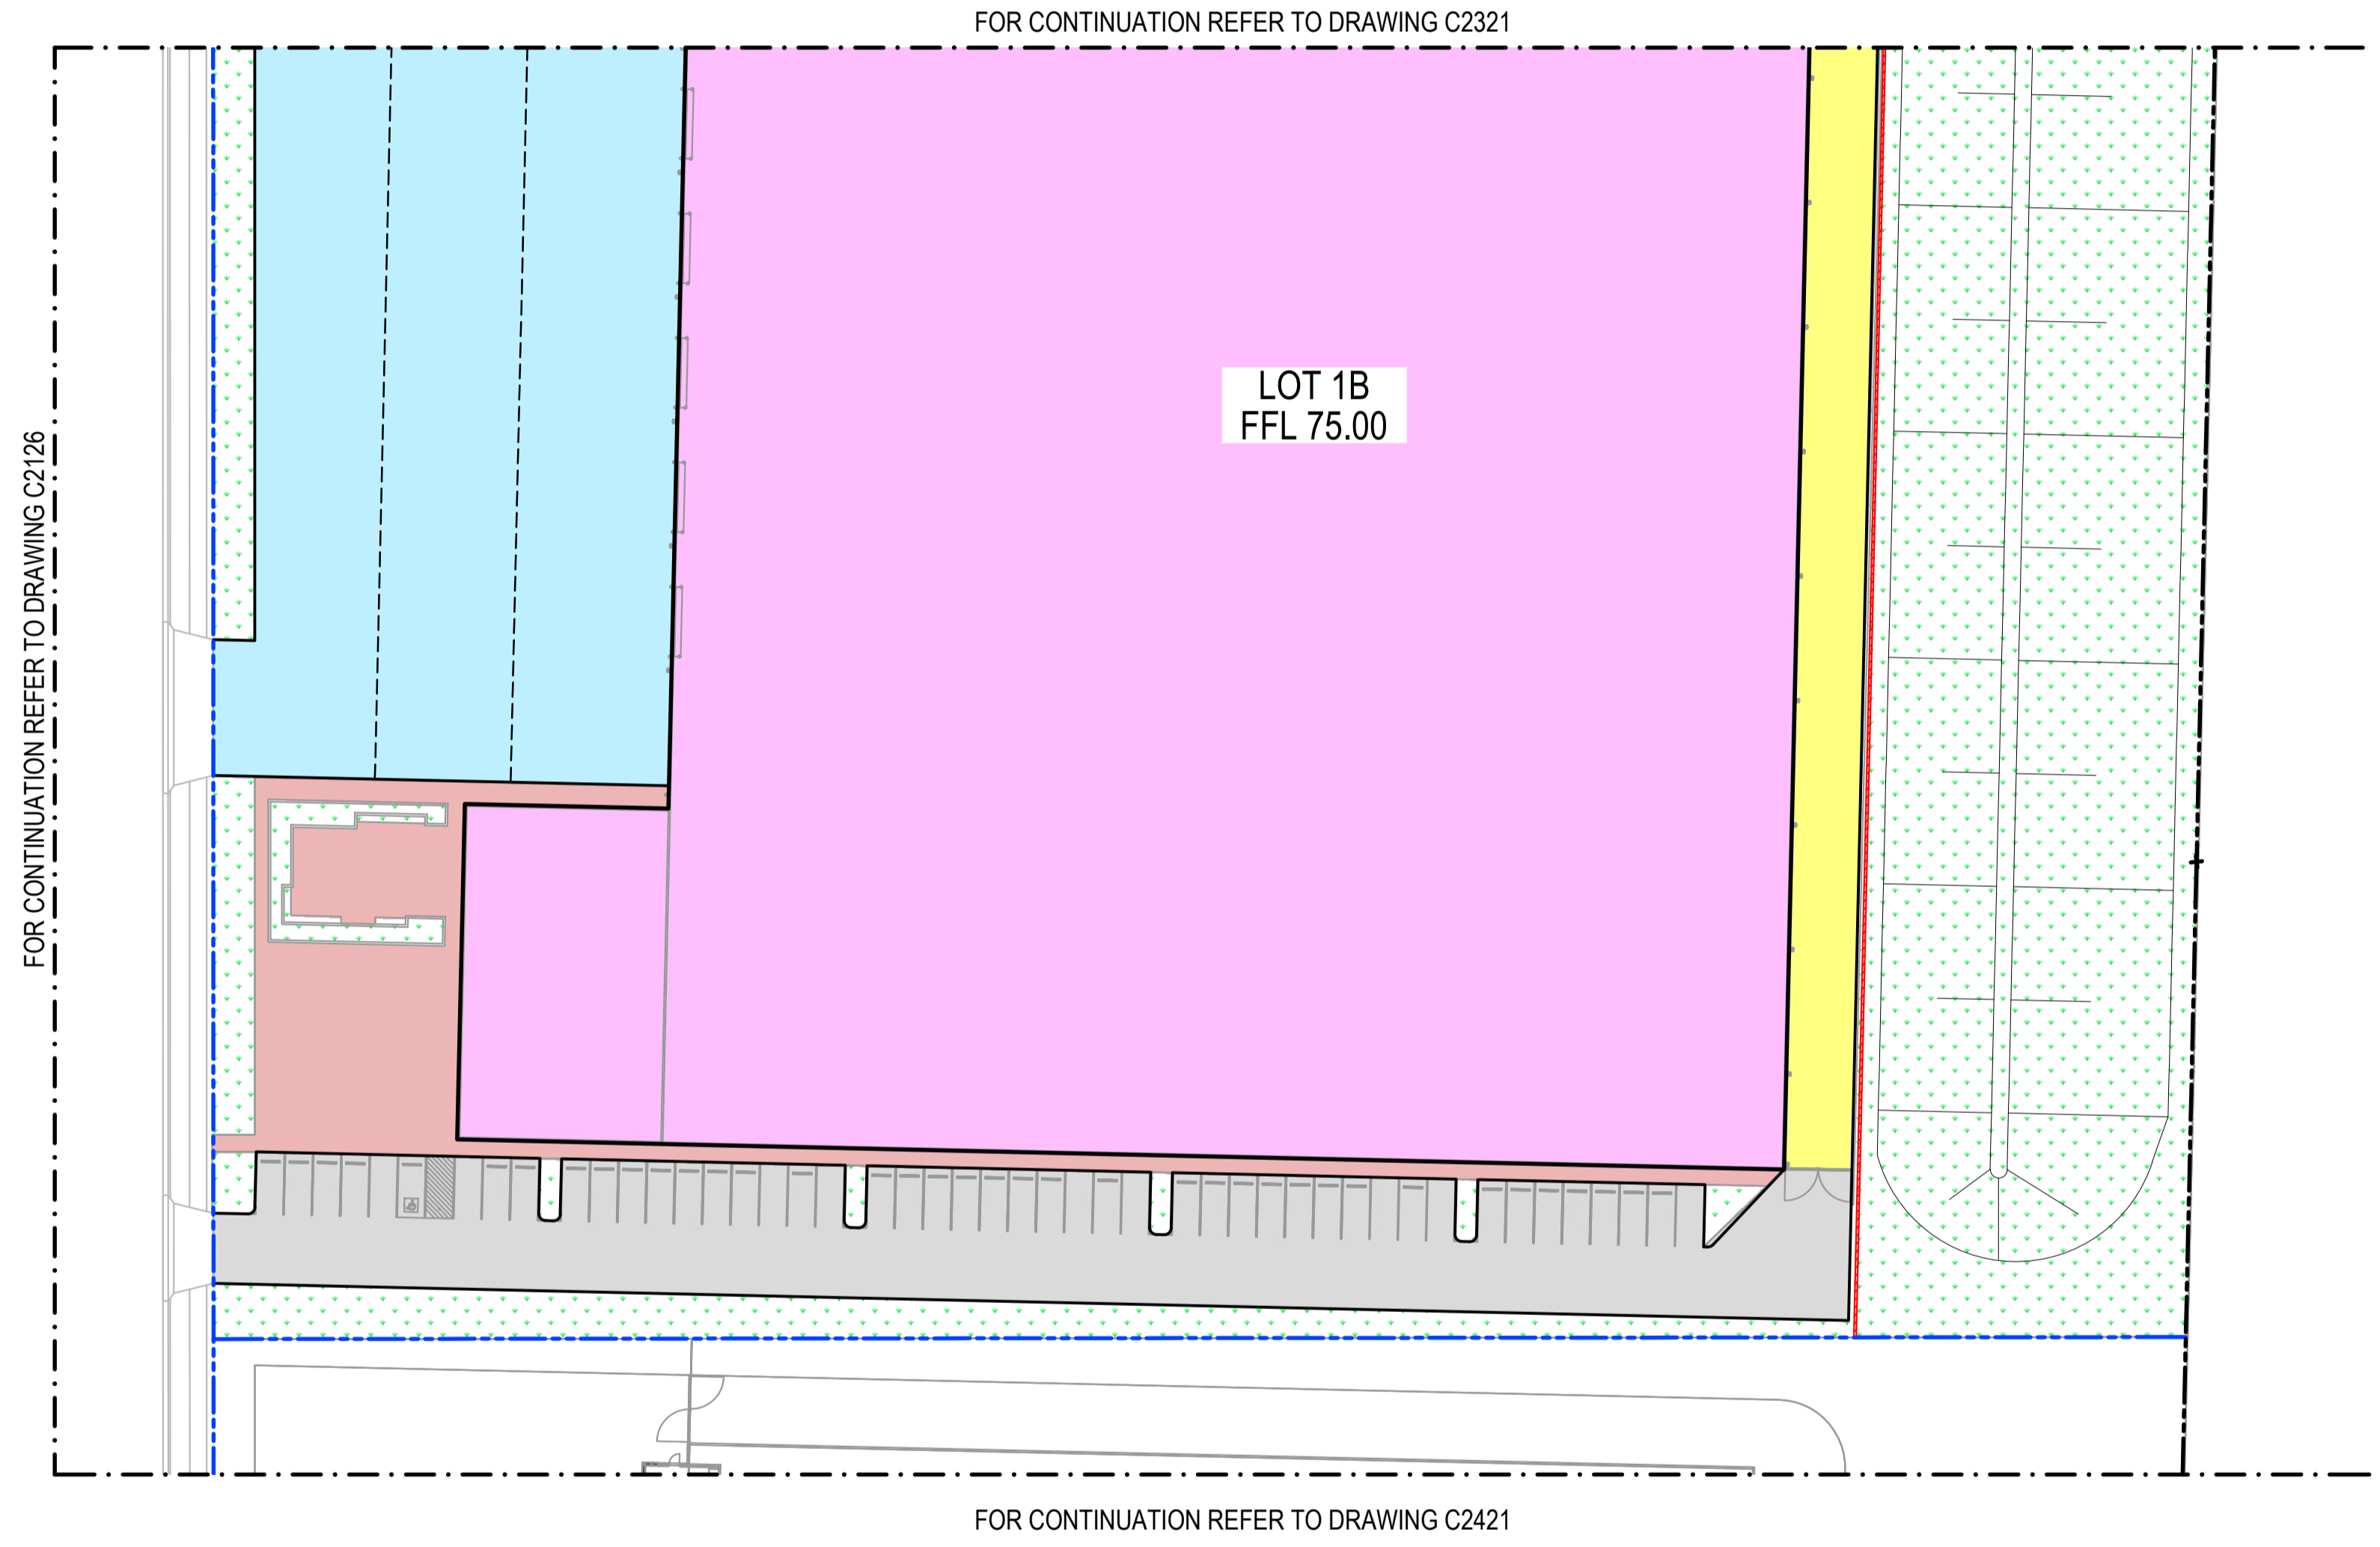 FOR CONTINUATION REFER TO DRAWING C2321
FOR CONTINUATION REFER TO DRAWING C2126
LOT 1B
FFL 75.00
FOR CONTINUATION REFER TO DRAWING C2421